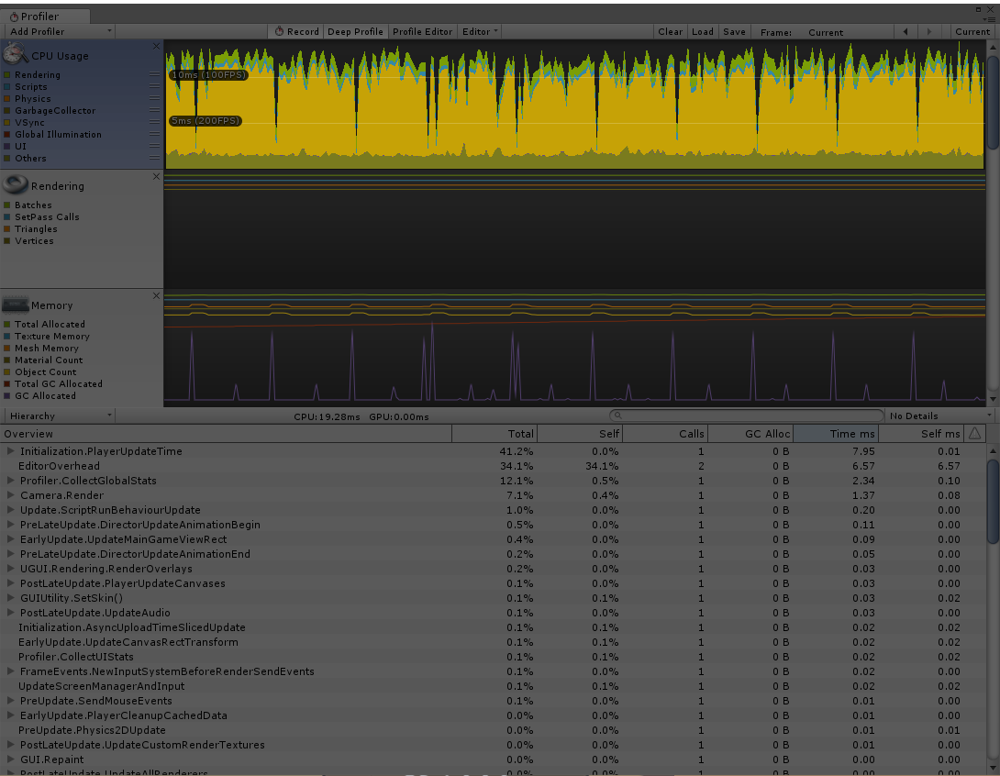 Profiler
Add Profiler Record Deep Profile Profile Editor Editor Clear Load Save Frame: Current Current
CPU Usage
Rendering
Scripts
Physics
GarbageCollector
VSync
Global Illumination
UI
Others
10ms (100FPS)
5ms (200FPS)
Rendering
Batches
SetPass Calls
Triangles
Vertices
Memory
Total Allocated
Texture Memory
Mesh Memory
Material Count
Object Count
Total GC Allocated
GC Allocated
Hierarchy CPU:19.28ms GPU:0.00ms No Details
Overview Total Self Calls GC Alloc Time ms Self ms
Initialization.PlayerUpdateTime 41.2% 0.0% 1 0 B 7.95 0.01
EditorOverhead 34.1% 34.1% 2 0 B 6.57 6.57
Profiler.CollectGlobalStats 12.1% 0.5% 1 0 B 2.34 0.10
Camera.Render 7.1% 0.4% 1 0 B 1.37 0.08
Update.ScriptRunBehaviourUpdate 1.0% 0.0% 1 0 B 0.20 0.00
PreLateUpdate.DirectorUpdateAnimationBegin 0.5% 0.0% 1 0 B 0.11 0.00
EarlyUpdate.UpdateMainGameViewRect 0.4% 0.0% 1 0 B 0.09 0.00
PreLateUpdate.DirectorUpdateAnimationEnd 0.2% 0.0% 1 0 B 0.05 0.00
UGUI.Rendering.RenderOverlays 0.2% 0.0% 1 0 B 0.03 0.00
PostLateUpdate.PlayerUpdateCanvases 0.1% 0.0% 1 0 B 0.03 0.00
GUIUtility.SetSkin() 0.1% 0.1% 1 0 B 0.03 0.02
PostLateUpdate.UpdateAudio 0.1% 0.0% 1 0 B 0.03 0.00
Initialization.AsyncUploadTimeSlicedUpdate 0.1% 0.1% 1 0 B 0.02 0.02
EarlyUpdate.UpdateCanvasRectTransform 0.1% 0.1% 1 0 B 0.02 0.02
Profiler.CollectUIStats 0.1% 0.1% 1 0 B 0.02 0.02
FrameEvents.NewInputSystemBeforeRenderSendEvents 0.1% 0.0% 1 0 B 0.02 0.00
UpdateScreenManagerAndInput 0.1% 0.1% 1 0 B 0.02 0.02
PreUpdate.SendMouseEvents 0.1% 0.0% 1 0 B 0.01 0.00
EarlyUpdate.PlayerCleanupCachedData 0.0% 0.0% 1 0 B 0.01 0.00
PreUpdate.Physics2DUpdate 0.0% 0.0% 1 0 B 0.01 0.01
PostLateUpdate.UpdateCustomRenderTextures 0.0% 0.0% 1 0 B 0.01 0.00
GUI.Repaint 0.0% 0.0% 1 0 B 0.00 0.00
PostLateUpdate.UpdateAllRenderers 0.0% 0.0% 1 0 B 0.00 0.00